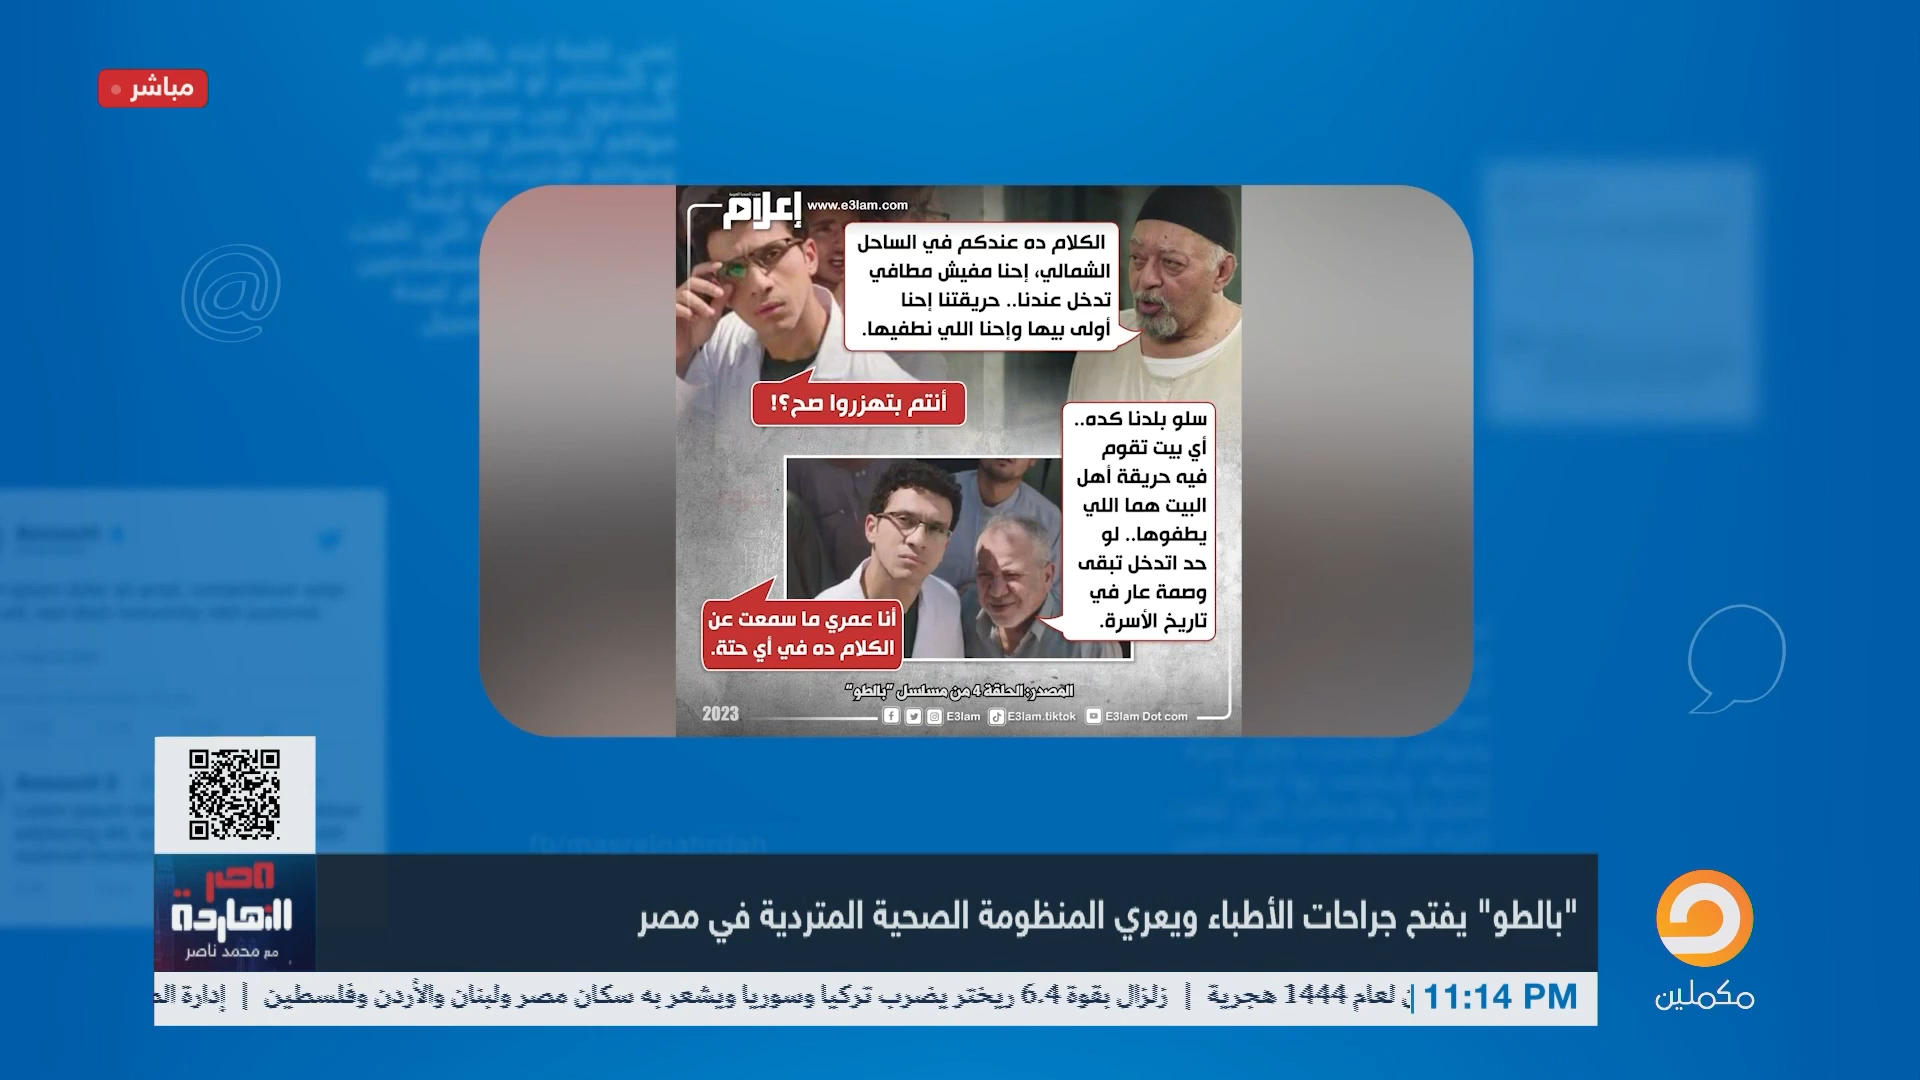 مباشر
إعلام www.e3lam.com
الكلام ده عندكم في الساحل
الشمالي، إحنا مفيش مطافي
تدخل عندنا.. حريقتنا إحنا
أولى بيها وإحنا اللي نطفيها.
أنتم بتهزروا صح؟!
سلو بلدنا كده..
أي بيت تقوم
فيه حريقة أهل
البيت هما اللي
يطفوها.. لو
حد اتدخل تبقى
وصمة عار في
تاريخ الأسرة.
أنا عمري ما سمعت عن
الكلام ده في أي حتة.
المصدر: الحلقة 4 من مسلسل "بالطو"
2023
E3lam E3lam.tiktok E3lam Dot com
مصر
النهاردة
مع محمد ناصر
"بالطو" يفتح جراحات الأطباء ويعري المنظومة الصحية المتردية في مصر
11:14 PM
لعام 1444 هجرية | زلزال بقوة 6.4 ريختر يضرب تركيا وسوريا ويشعر به سكان مصر ولبنان والأردن وفلسطين | إدارة
مكملين